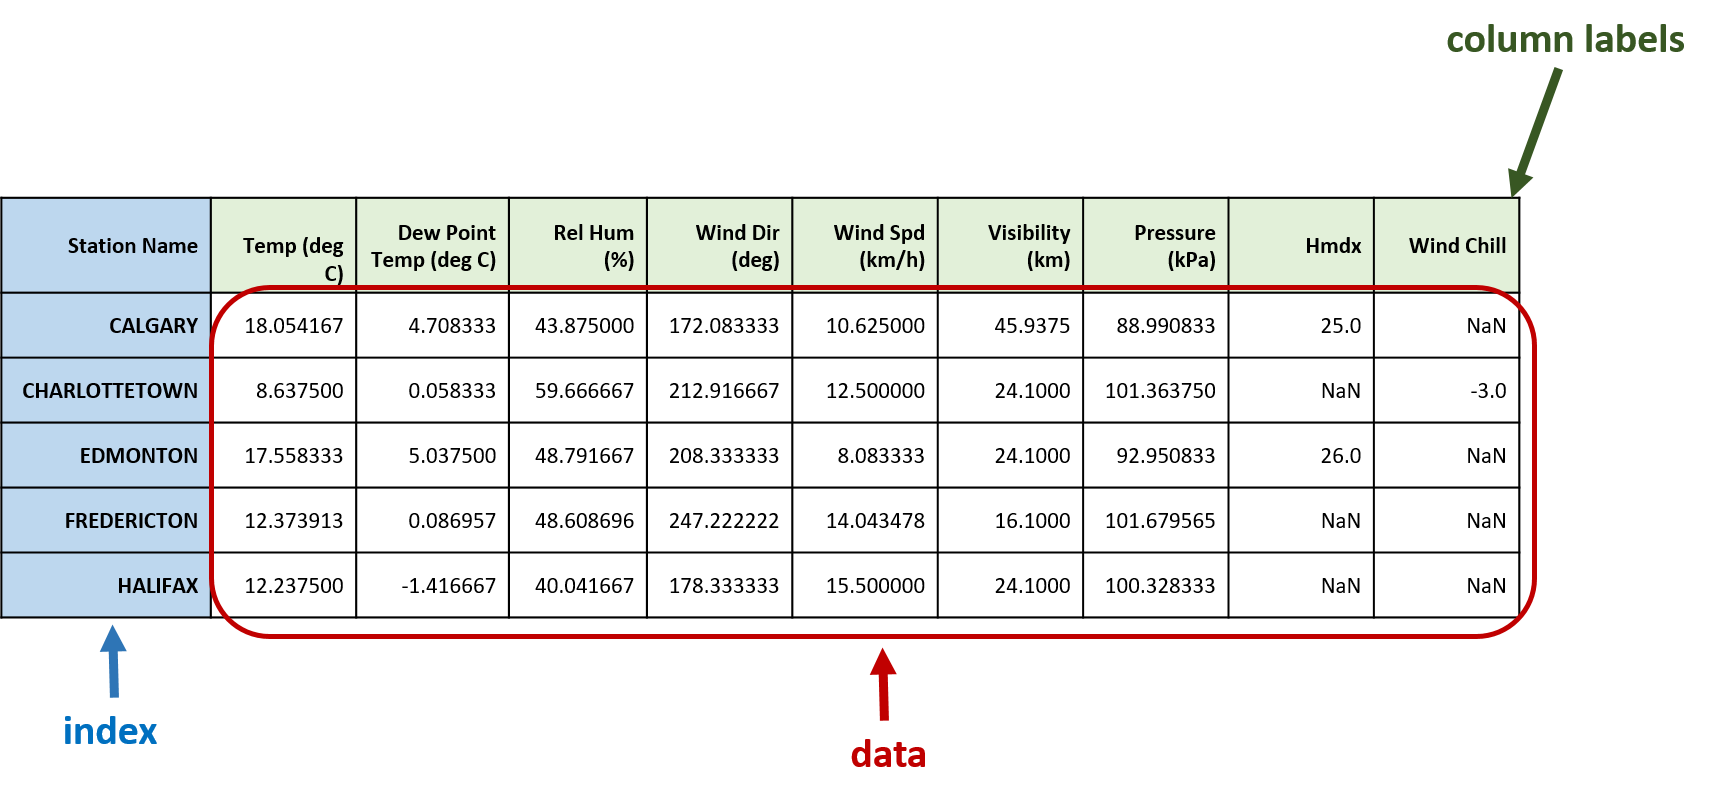 column labels
Station Name Temp (deg C) Dew Point Temp (deg C) Rel Hum (%) Wind Dir (deg) Wind Spd (km/h) Visibility (km) Pressure (kPa) Hmdx Wind Chill
CALGARY 18.054167 4.708333 43.875000 172.083333 10.625000 45.9375 88.990833 25.0 NaN
CHARLOTTETOWN 8.637500 0.058333 59.666667 212.916667 12.500000 24.1000 101.363750 NaN -3.0
EDMONTON 17.558333 5.037500 48.791667 208.333333 8.083333 24.1000 92.950833 26.0 NaN
FREDERICTON 12.373913 0.086957 48.608696 247.222222 14.043478 16.1000 101.679565 NaN NaN
HALIFAX 12.237500 -1.416667 40.041667 178.333333 15.500000 24.1000 100.328333 NaN NaN
index
data